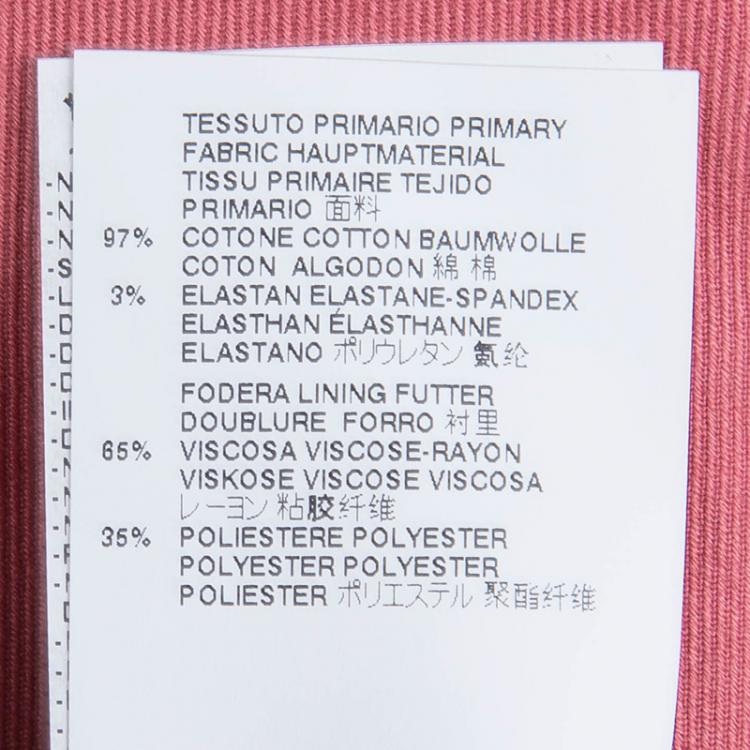 TESSUTO PRIMARIO PRIMARY
FABRIC HAUPTMATERIAL
TISSU PRIMAIRE TEJIDO
PRIMARIO 面料
97% COTONE COTTON BAUMWOLLE
COTON ALGODON 綿 棉
3% ELASTAN ELASTANE-SPANDEX
ELASTHAN ÉLASTHANNE
ELASTANO ポリウレタン 氨纶
FODERA LINING FUTTER
DOUBLURE FORRO 衬里
65% VISCOSA VISCOSE-RAYON
VISKOSE VISCOSE VISCOSA
レーヨン 粘胶纤维
35% POLIESTERE POLYESTER
POLYESTER POLYESTER
POLIESTER ポリエステル 聚酯纤维